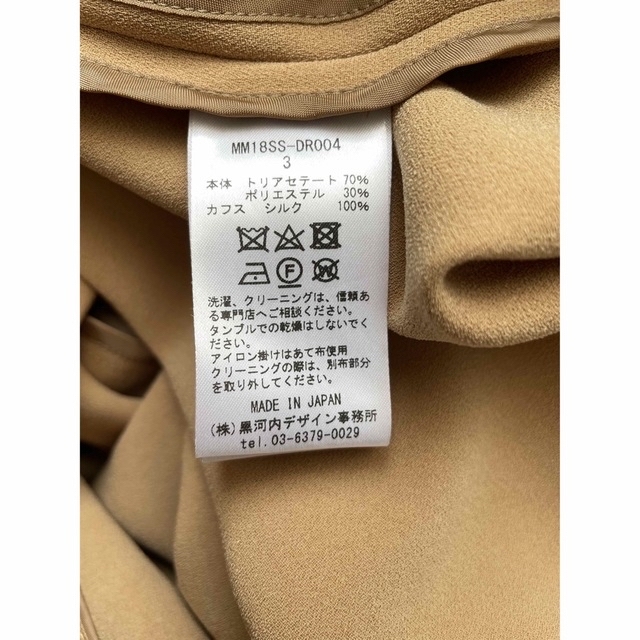 MM18SS-DR004
3
本体 トリアセテート 70%
ポリエステル 30%
カフス シルク 100%
F W
洗濯、クリーニングは、信頼あ
る専門店へご相談ください。
タンブルでの乾燥はしないでく
ださい。
アイロン掛けはあて布使用
クリーニングの際は、別布部分
を取り外してください。
MADE IN JAPAN
(株)黒河内デザイン事務所
tel.03-6379-0029